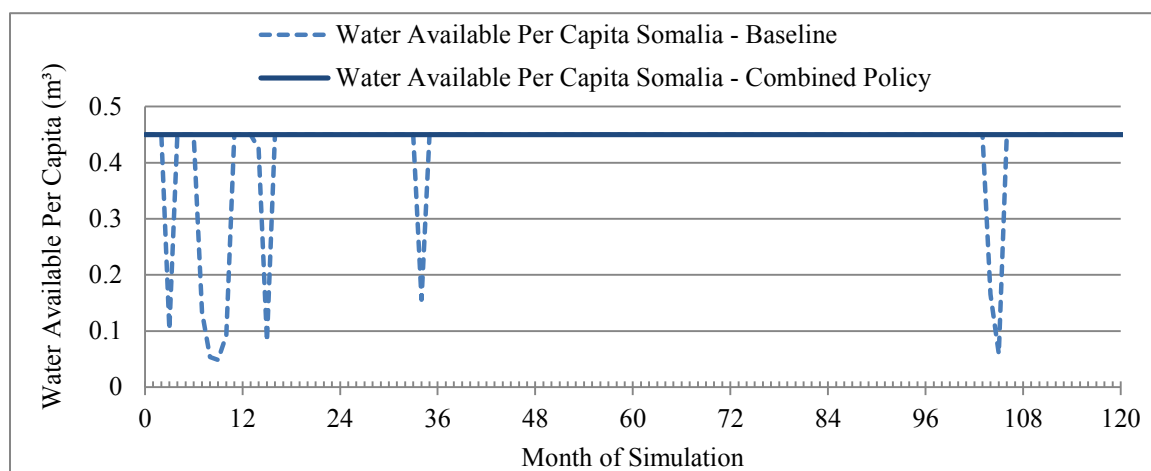 Water Available Per Capita Somalia - Baseline
Water Available Per Capita Somalia - Combined Policy
Water Available Per Capita (m³)
0.5
0.4
0.3
0.2
0.1
0
0 12 24 36 48 60 72 84 96 108 120
Month of Simulation